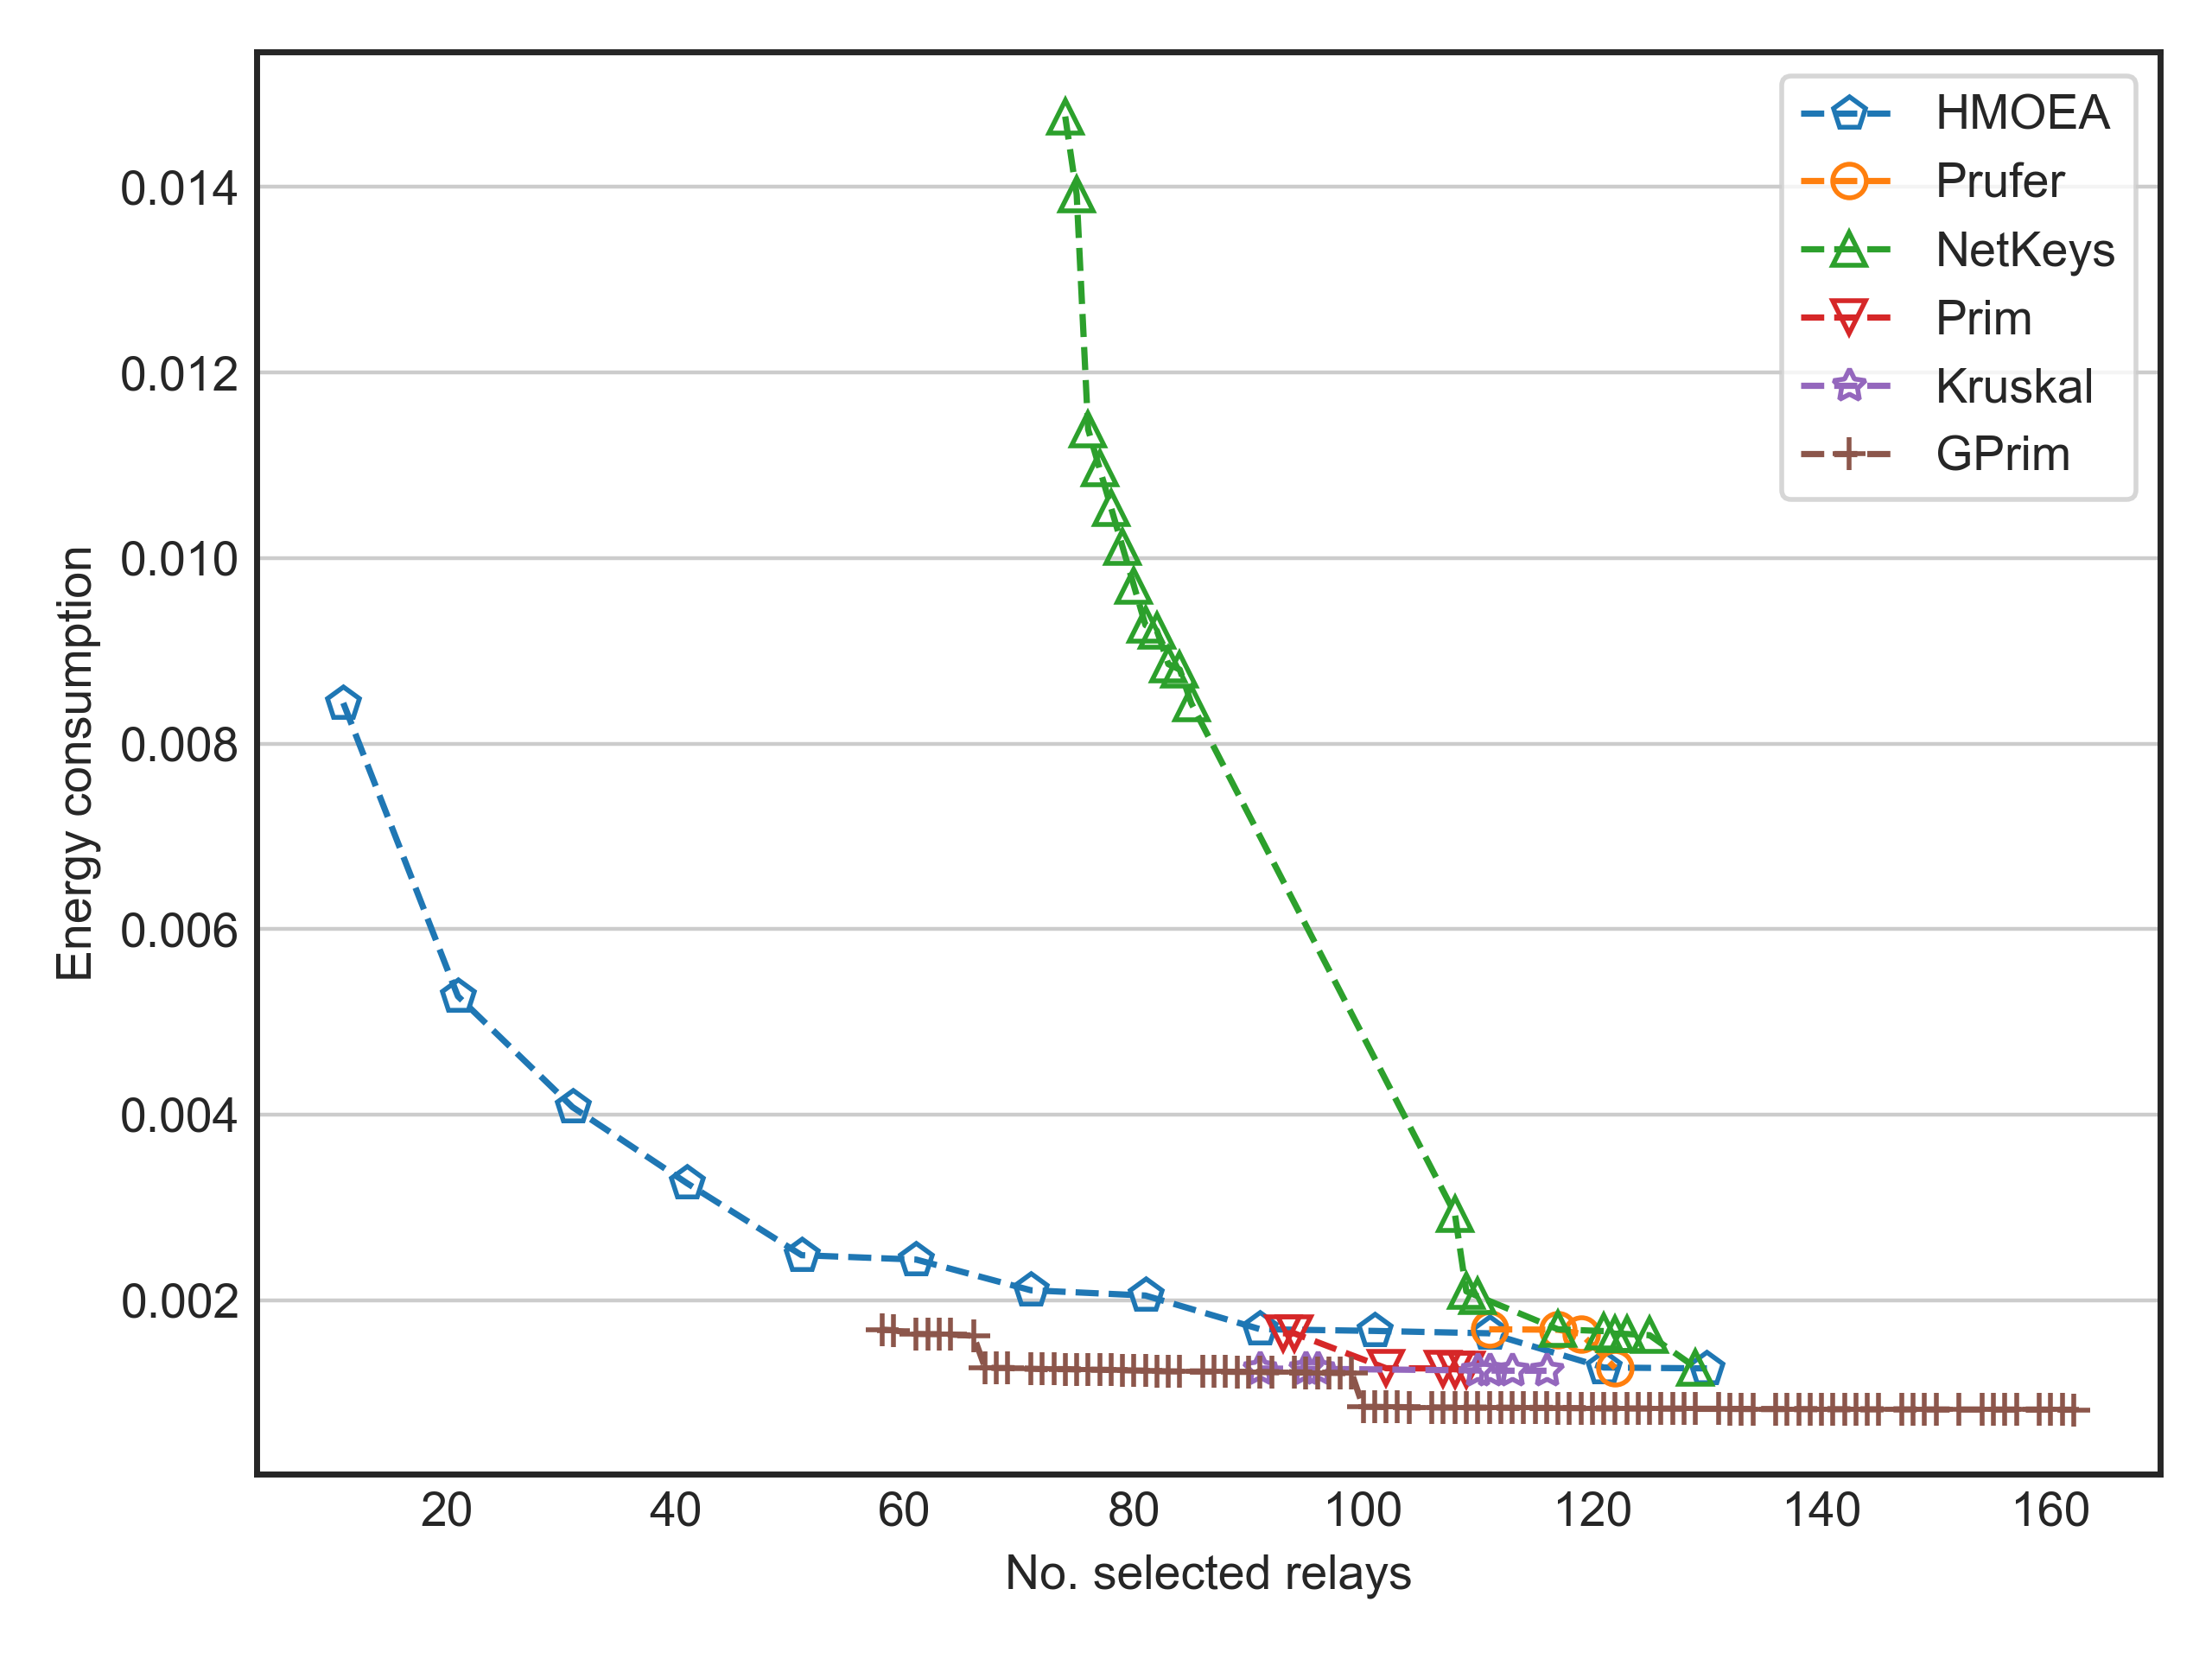 HMOEA
Prufer
NetKeys
Prim
Kruskal
GPrim
0.014
0.012
0.010
0.008
0.006
0.004
0.002
Energy consumption
20 40 60 80 100 120 140 160
No. selected relays